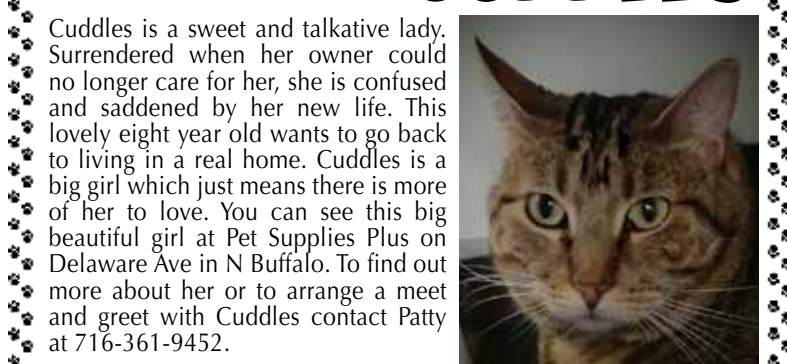 Cuddles is a sweet and talkative lady.
Surrendered when her owner could
no longer care for her, she is confused
and saddened by her new life. This
lovely eight year old wants to go back
to living in a real home. Cuddles is a
big girl which just means there is more
of her to love. You can see this big
beautiful girl at Pet Supplies Plus on
Delaware Ave in N Buffalo. To find out
more about her or to arrange a meet
and greet with Cuddles contact Patty
at 716-361-9452.